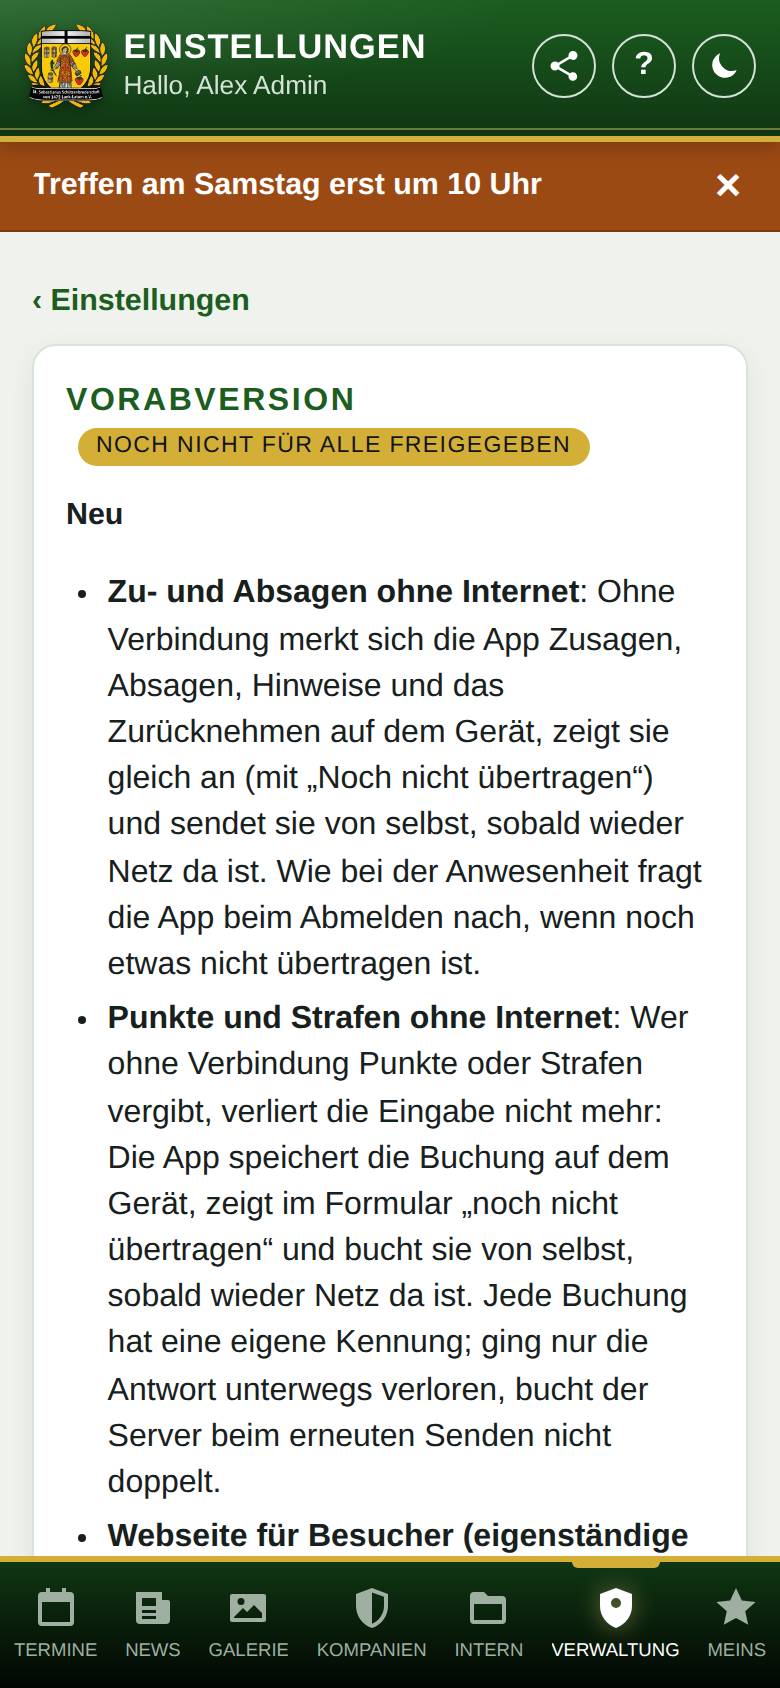 EINSTELLUNGEN
Hallo, Alex Admin
?
Treffen am Samstag erst um 10 Uhr
×
‹ Einstellungen
VORABVERSION
NOCH NICHT FÜR ALLE FREIGEGEBEN
Neu
• Zu- und Absagen ohne Internet: Ohne
Verbindung merkt sich die App Zusagen,
Absagen, Hinweise und das
Zurücknehmen auf dem Gerät, zeigt sie
gleich an (mit „Noch nicht übertragen“)
und sendet sie von selbst, sobald wieder
Netz da ist. Wie bei der Anwesenheit fragt
die App beim Abmelden nach, wenn noch
etwas nicht übertragen ist.
• Punkte und Strafen ohne Internet: Wer
ohne Verbindung Punkte oder Strafen
vergibt, verliert die Eingabe nicht mehr:
Die App speichert die Buchung auf dem
Gerät, zeigt im Formular „noch nicht
übertragen“ und bucht sie von selbst,
sobald wieder Netz da ist. Jede Buchung
hat eine eigene Kennung; ging nur die
Antwort unterwegs verloren, bucht der
Server beim erneuten Senden nicht
doppelt.
• Webseite für Besucher (eigenständige
TERMINE
NEWS
GALERIE
KOMPANIEN
INTERN
VERWALTUNG
MEINS